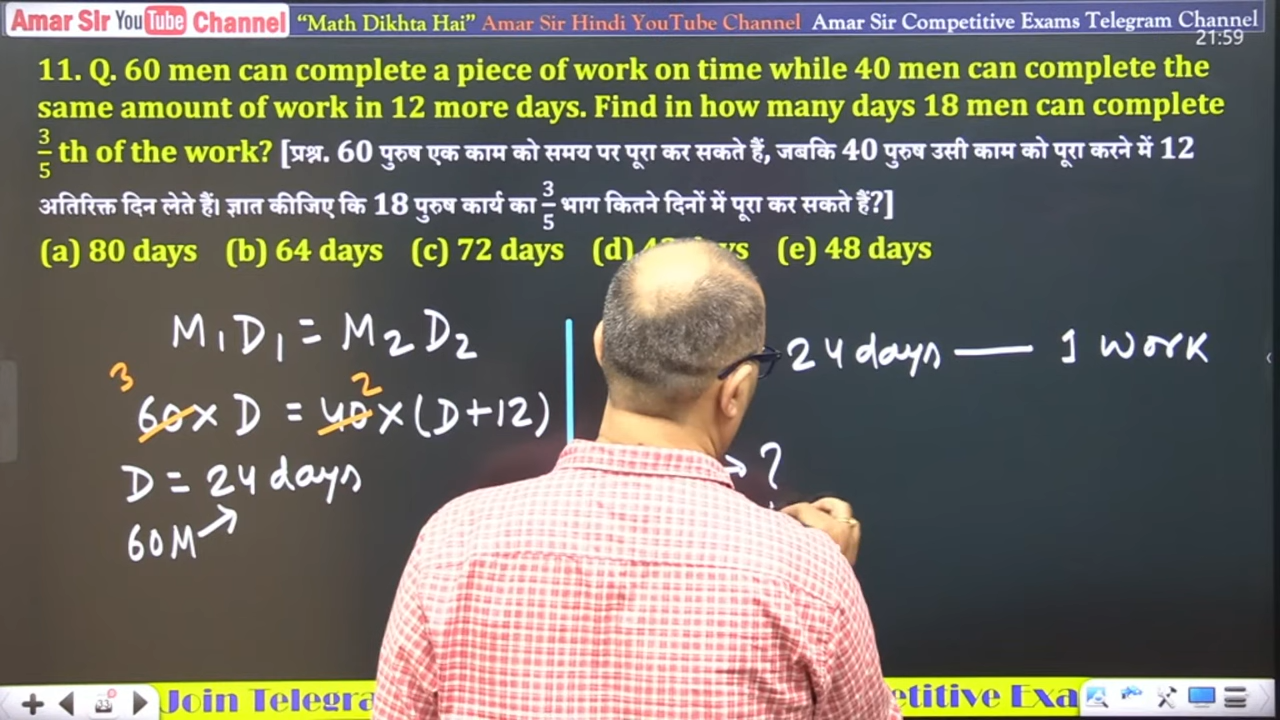 Amar Sir YouTube Channel "Math Dikhta Hai" Amar Sir Hindi YouTube Channel Amar Sir Competitive Exams Telegram Channel
21:59
11. Q. 60 men can complete a piece of work on time while 40 men can complete the
same amount of work in 12 more days. Find in how many days 18 men can complete
3/5 th of the work? [प्रश्न. 60 पुरुष एक काम को समय पर पूरा कर सकते हैं, जबकि 40 पुरुष उसी काम को पूरा करने में 12
अतिरिक्त दिन लेते हैं। ज्ञात कीजिए कि 18 पुरुष कार्य का 3/5 भाग कितने दिनों में पूरा कर सकते हैं?]
(a) 80 days (b) 64 days (c) 72 days (d) (e) 48 days
M₁D₁ = M₂D₂
24 days — 1 work
3 2
60 × D = 40 × (D+12)
→ ?
D = 24 days
60M →
Join